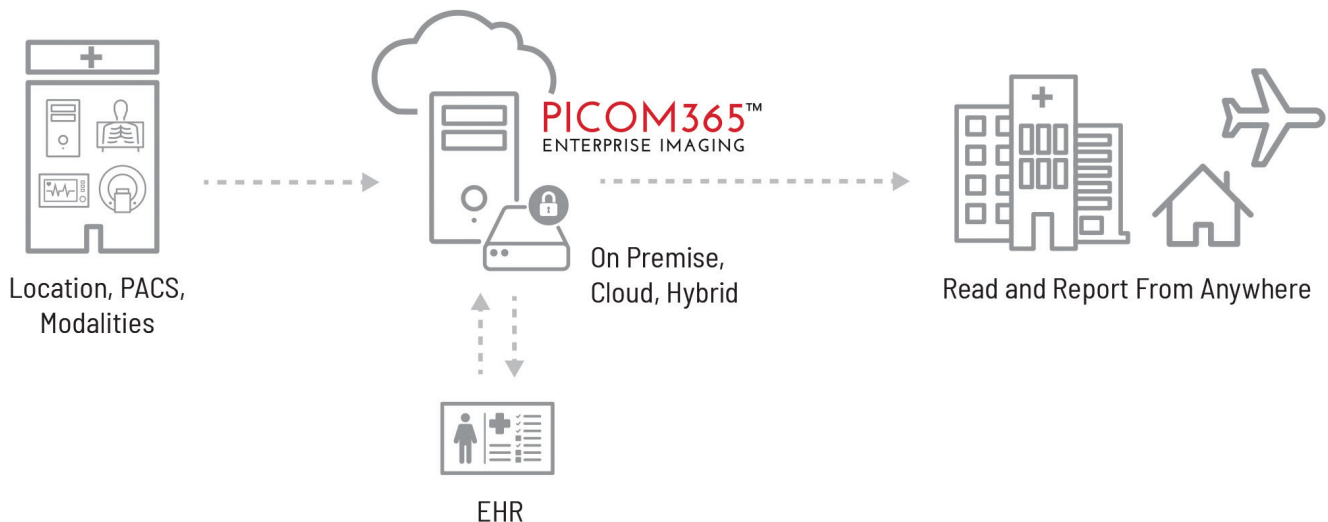 PICOM365™
ENTERPRISE IMAGING
Location, PACS,
Modalities
On Premise,
Cloud, Hybrid
Read and Report From Anywhere
EHR